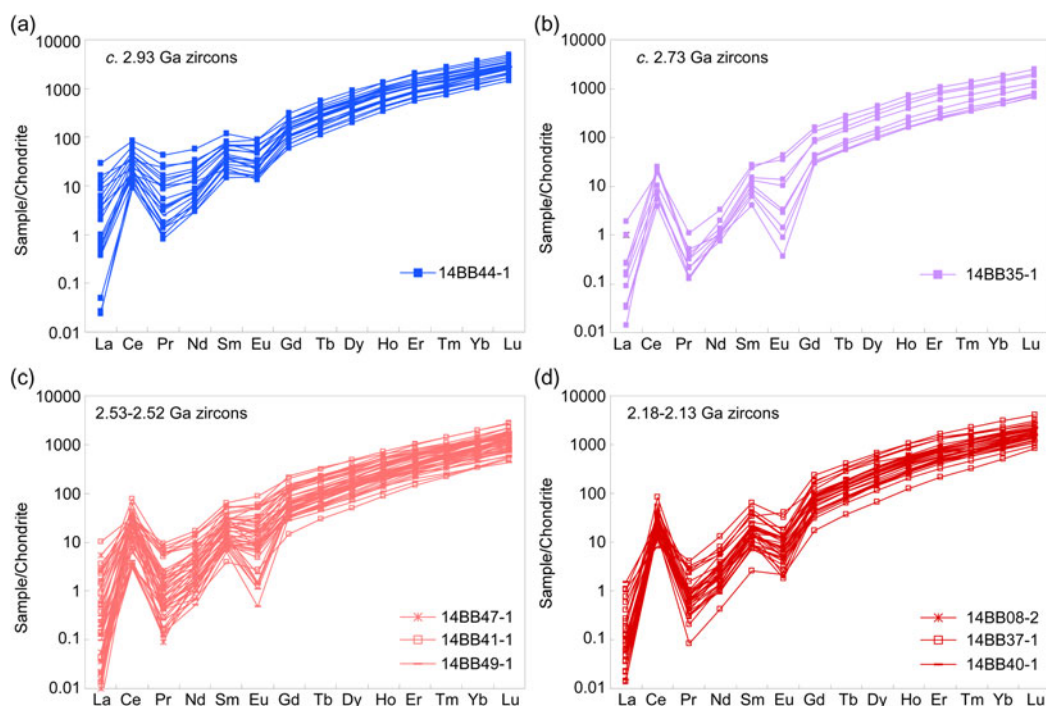 (a)
10000
c. 2.93 Ga zircons
1000
100
10
1
0.1
0.01
Sample/Chondrite
14BB44-1
La Ce Pr Nd Sm Eu Gd Tb Dy Ho Er Tm Yb Lu
(b)
10000
c. 2.73 Ga zircons
1000
100
10
1
0.1
0.01
Sample/Chondrite
14BB35-1
La Ce Pr Nd Sm Eu Gd Tb Dy Ho Er Tm Yb Lu
(c)
10000
2.53-2.52 Ga zircons
1000
100
10
1
0.1
0.01
Sample/Chondrite
14BB47-1
14BB41-1
14BB49-1
La Ce Pr Nd Sm Eu Gd Tb Dy Ho Er Tm Yb Lu
(d)
10000
2.18-2.13 Ga zircons
1000
100
10
1
0.1
0.01
Sample/Chondrite
14BB08-2
14BB37-1
14BB40-1
La Ce Pr Nd Sm Eu Gd Tb Dy Ho Er Tm Yb Lu